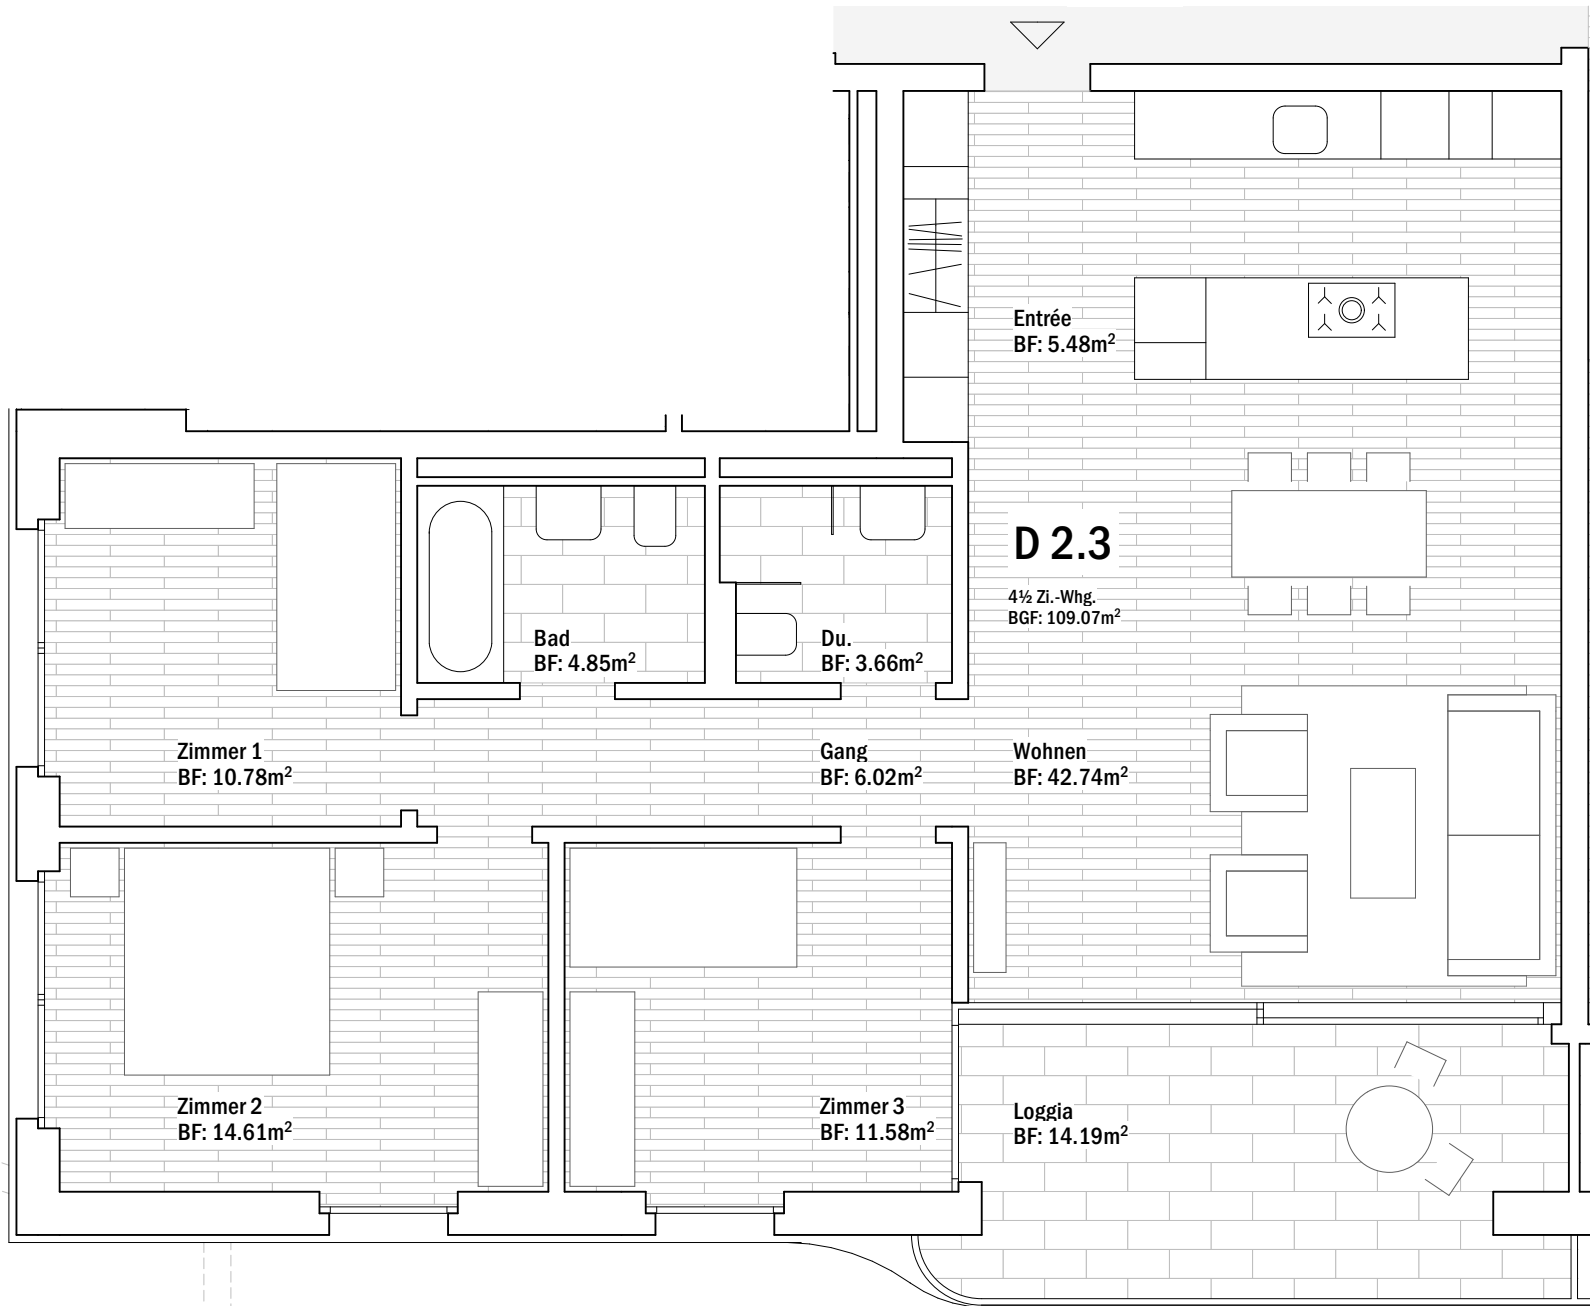 Entrée
BF: 5.48m²
D 2.3
4½ Zi.-Whg.
BGF: 109.07m²
Bad
BF: 4.85m²
Du.
BF: 3.66m²
Zimmer 1
BF: 10.78m²
Gang
BF: 6.02m²
Wohnen
BF: 42.74m²
Zimmer 2
BF: 14.61m²
Zimmer 3
BF: 11.58m²
Loggia
BF: 14.19m²